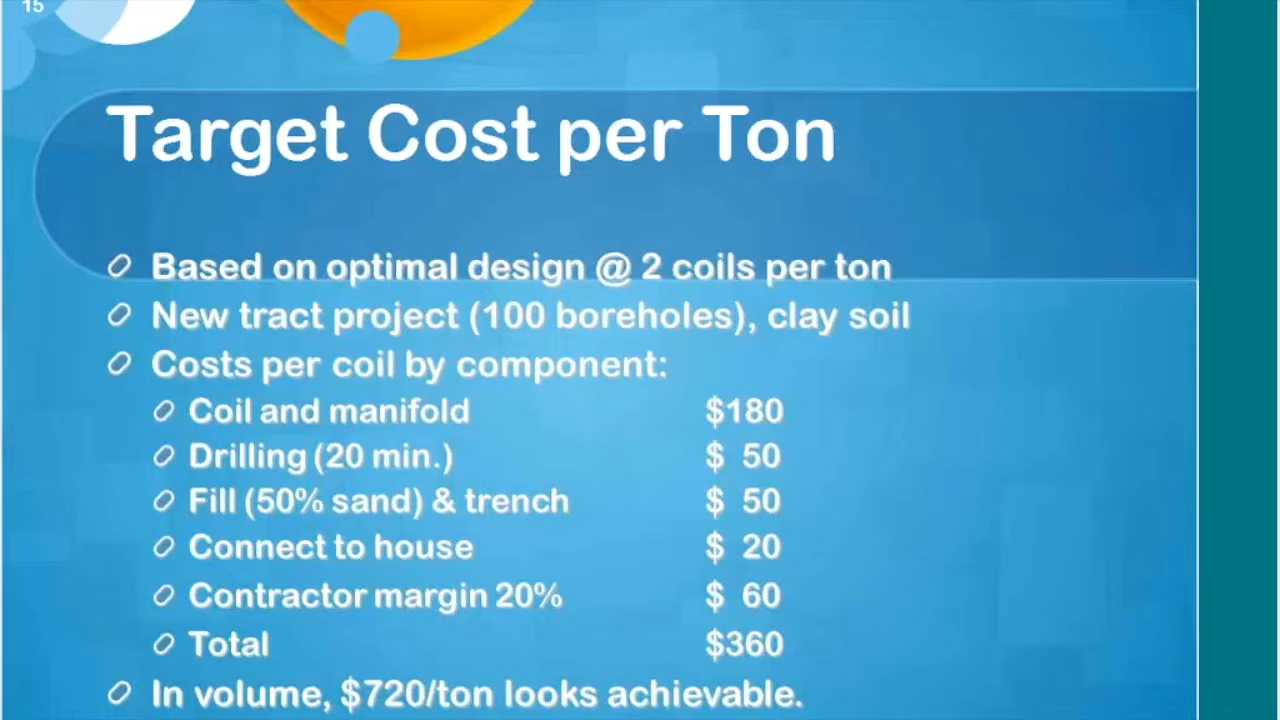 15
Target Cost per Ton
Based on optimal design @ 2 coils per ton
New tract project (100 boreholes), clay soil
Costs per coil by component:
Coil and manifold $180
Drilling (20 min.) $ 50
Fill (50% sand) & trench $ 50
Connect to house $ 20
Contractor margin 20% $ 60
Total $360
In volume, $720/ton looks achievable.